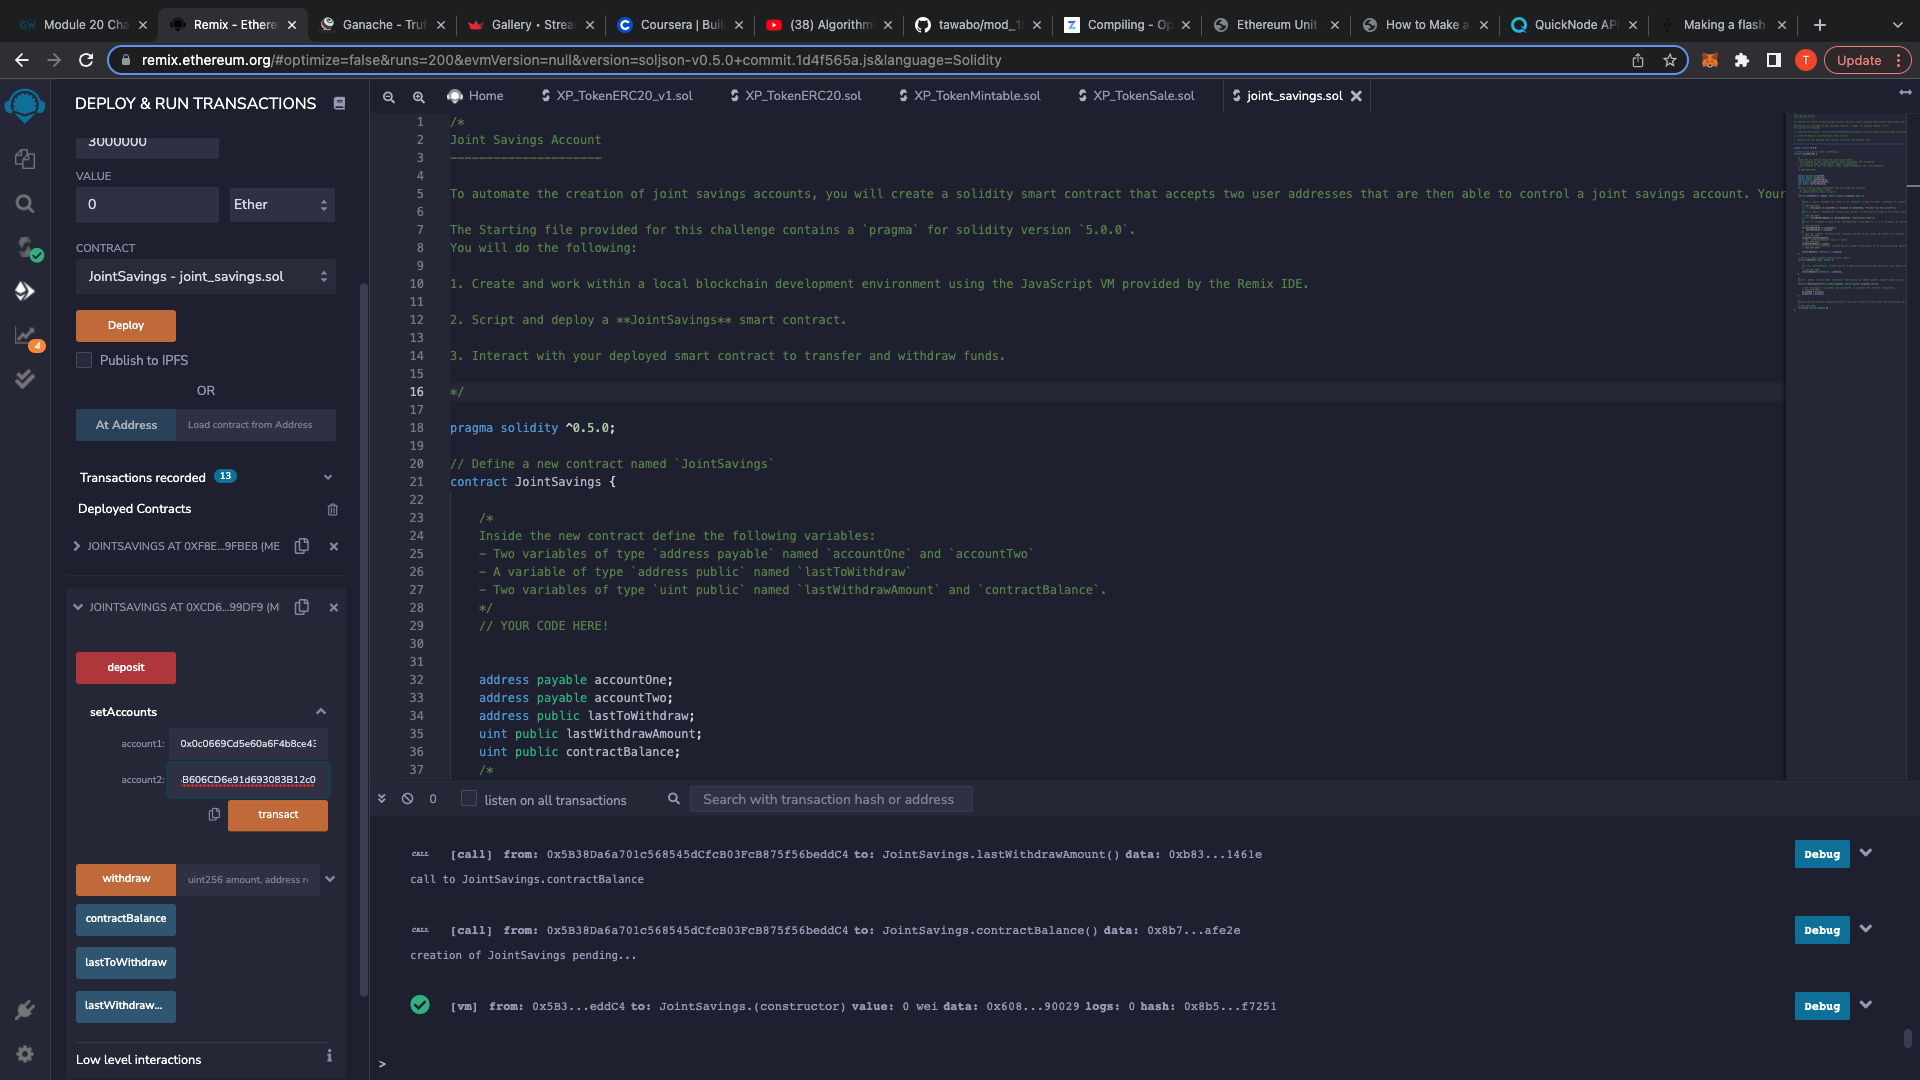 Module 20 Cha
Remix - Ethere
Ganache - Truf
Gallery • Strea
Coursera | Buil
(38) Algorithm
tawabo/mod_1
Compiling - Op
Ethereum Unit
How to Make a
QuickNode API
Making a flash
remix.ethereum.org/#optimize=false&runs=200&evmVersion=null&version=soljson-v0.5.0+commit.1d4f565a.js&language=Solidity
T
Update
DEPLOY & RUN TRANSACTIONS
3000000
VALUE
0
Ether
CONTRACT
JointSavings - joint_savings.sol
Deploy
Publish to IPFS
OR
At Address
Load contract from Address
4
Transactions recorded 13
Deployed Contracts
JOINTSAVINGS AT 0XF8E...9FBE8 (ME
JOINTSAVINGS AT 0XCD6...99DF9 (M
deposit
setAccounts
account1: 0x0c0669Cd5e60a6F4b8ce43
account2: B606CD6e91d693083B12c0
transact
withdraw
uint256 amount, address r
contractBalance
lastToWithdraw
lastWithdraw...
Low level interactions
Home
XP_TokenERC20_v1.sol
XP_TokenERC20.sol
XP_TokenMintable.sol
XP_TokenSale.sol
joint_savings.sol
1 /*
2 Joint Savings Account
3 ---------------------
4
5 To automate the creation of joint savings accounts, you will create a solidity smart contract that accepts two user addresses that are then able to control a joint savings account. Your
6
7 The Starting file provided for this challenge contains a `pragma` for solidity version `5.0.0`.
8 You will do the following:
9
10 1. Create and work within a local blockchain development environment using the JavaScript VM provided by the Remix IDE.
11
12 2. Script and deploy a **JointSavings** smart contract.
13
14 3. Interact with your deployed smart contract to transfer and withdraw funds.
15
16 */
17
18 pragma solidity ^0.5.0;
19
20 // Define a new contract named `JointSavings`
21 contract JointSavings {
22
23 /*
24 Inside the new contract define the following variables:
25 - Two variables of type `address payable` named `accountOne` and `accountTwo`
26 - A variable of type `address public` named `lastToWithdraw`
27 - Two variables of type `uint public` named `lastWithdrawAmount` and `contractBalance`.
28 */
29 // YOUR CODE HERE!
30
31
32 address payable accountOne;
33 address payable accountTwo;
34 address public lastToWithdraw;
35 uint public lastWithdrawAmount;
36 uint public contractBalance;
37 /*
0
listen on all transactions
Search with transaction hash or address
CALL [call] from: 0x5B38Da6a701c568545dCfcB03FcB875f56beddC4 to: JointSavings.lastWithdrawAmount() data: 0xb83...1461e
Debug
call to JointSavings.contractBalance
CALL [call] from: 0x5B38Da6a701c568545dCfcB03FcB875f56beddC4 to: JointSavings.contractBalance() data: 0x8b7...afe2e
Debug
creation of JointSavings pending...
[vm] from: 0x5B3...eddC4 to: JointSavings.(constructor) value: 0 wei data: 0x608...90029 logs: 0 hash: 0x8b5...f7251
Debug
>